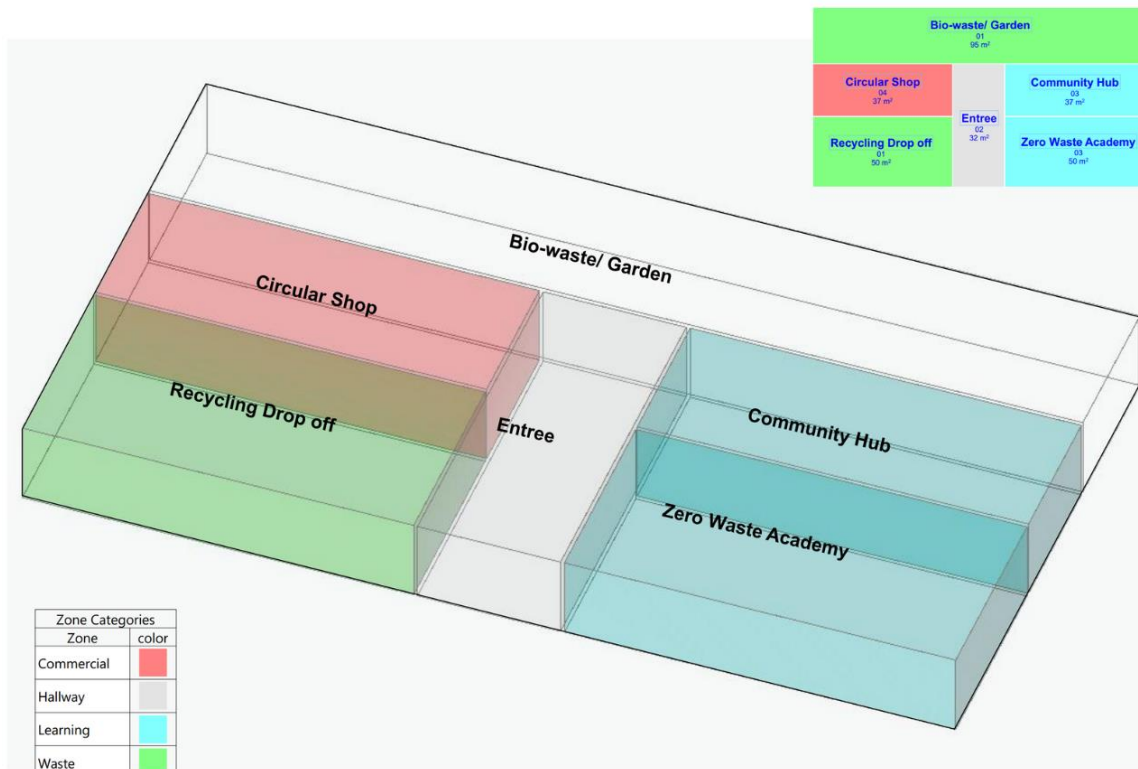 Bio-waste/ Garden
01
95 m²
Circular Shop
04
37 m²
Entree
02
32 m²
Community Hub
03
37 m²
Recycling Drop off
01
50 m²
Zero Waste Academy
03
50 m²
Bio-waste/ Garden
Circular Shop
Recycling Drop off
Entree
Community Hub
Zero Waste Academy
Zone Categories
Zone color
Commercial
Hallway
Learning
Waste